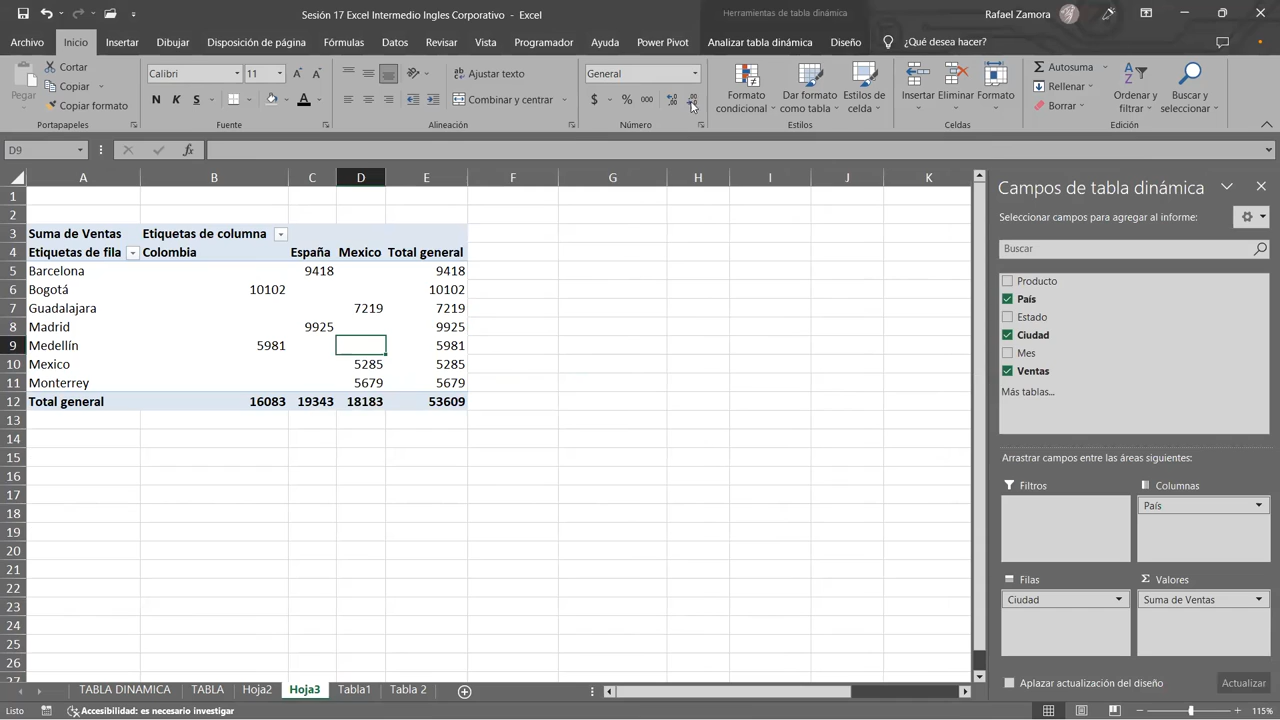 Sesión 17 Excel Intermedio Ingles Corporativo - Excel
Herramientas de tabla dinámica
Rafael Zamora
Archivo Inicio Insertar Dibujar Disposición de página Fórmulas Datos Revisar Vista Programador Ayuda Power Pivot Analizar tabla dinámica Diseño ¿Qué desea hacer?
Pegar
Cortar
Copiar
Copiar formato
Portapapeles
Calibri 11
N K S
Fuente
Ajustar texto
Combinar y centrar
Alineación
General
$ % 000
Número
Formato condicional
Dar formato como tabla
Estilos de celda
Estilos
Insertar Eliminar Formato
Celdas
Autosuma
Rellenar
Borrar
Ordenar y filtrar
Buscar y seleccionar
Edición
D9 fx
A B C D E F G H I J K
1
2
3 Suma de Ventas Etiquetas de columna
4 Etiquetas de fila Colombia España Mexico Total general
5 Barcelona 9418 9418
6 Bogotá 10102 10102
7 Guadalajara 7219 7219
8 Madrid 9925 9925
9 Medellín 5981 5981
10 Mexico 5285 5285
11 Monterrey 5679 5679
12 Total general 16083 19343 18183 53609
13
14
15
16
17
18
19
20
21
22
23
24
25
26
27
Campos de tabla dinámica
Seleccionar campos para agregar al informe:
Buscar
Producto
País
Estado
Ciudad
Mes
Ventas
Más tablas...
Arrastrar campos entre las áreas siguientes:
Filtros Columnas
País
Filas Valores
Ciudad Suma de Ventas
Aplazar actualización del diseño Actualizar
TABLA DINAMICA TABLA Hoja2 Hoja3 Tabla1 Tabla 2
Listo Accesibilidad: es necesario investigar 115%